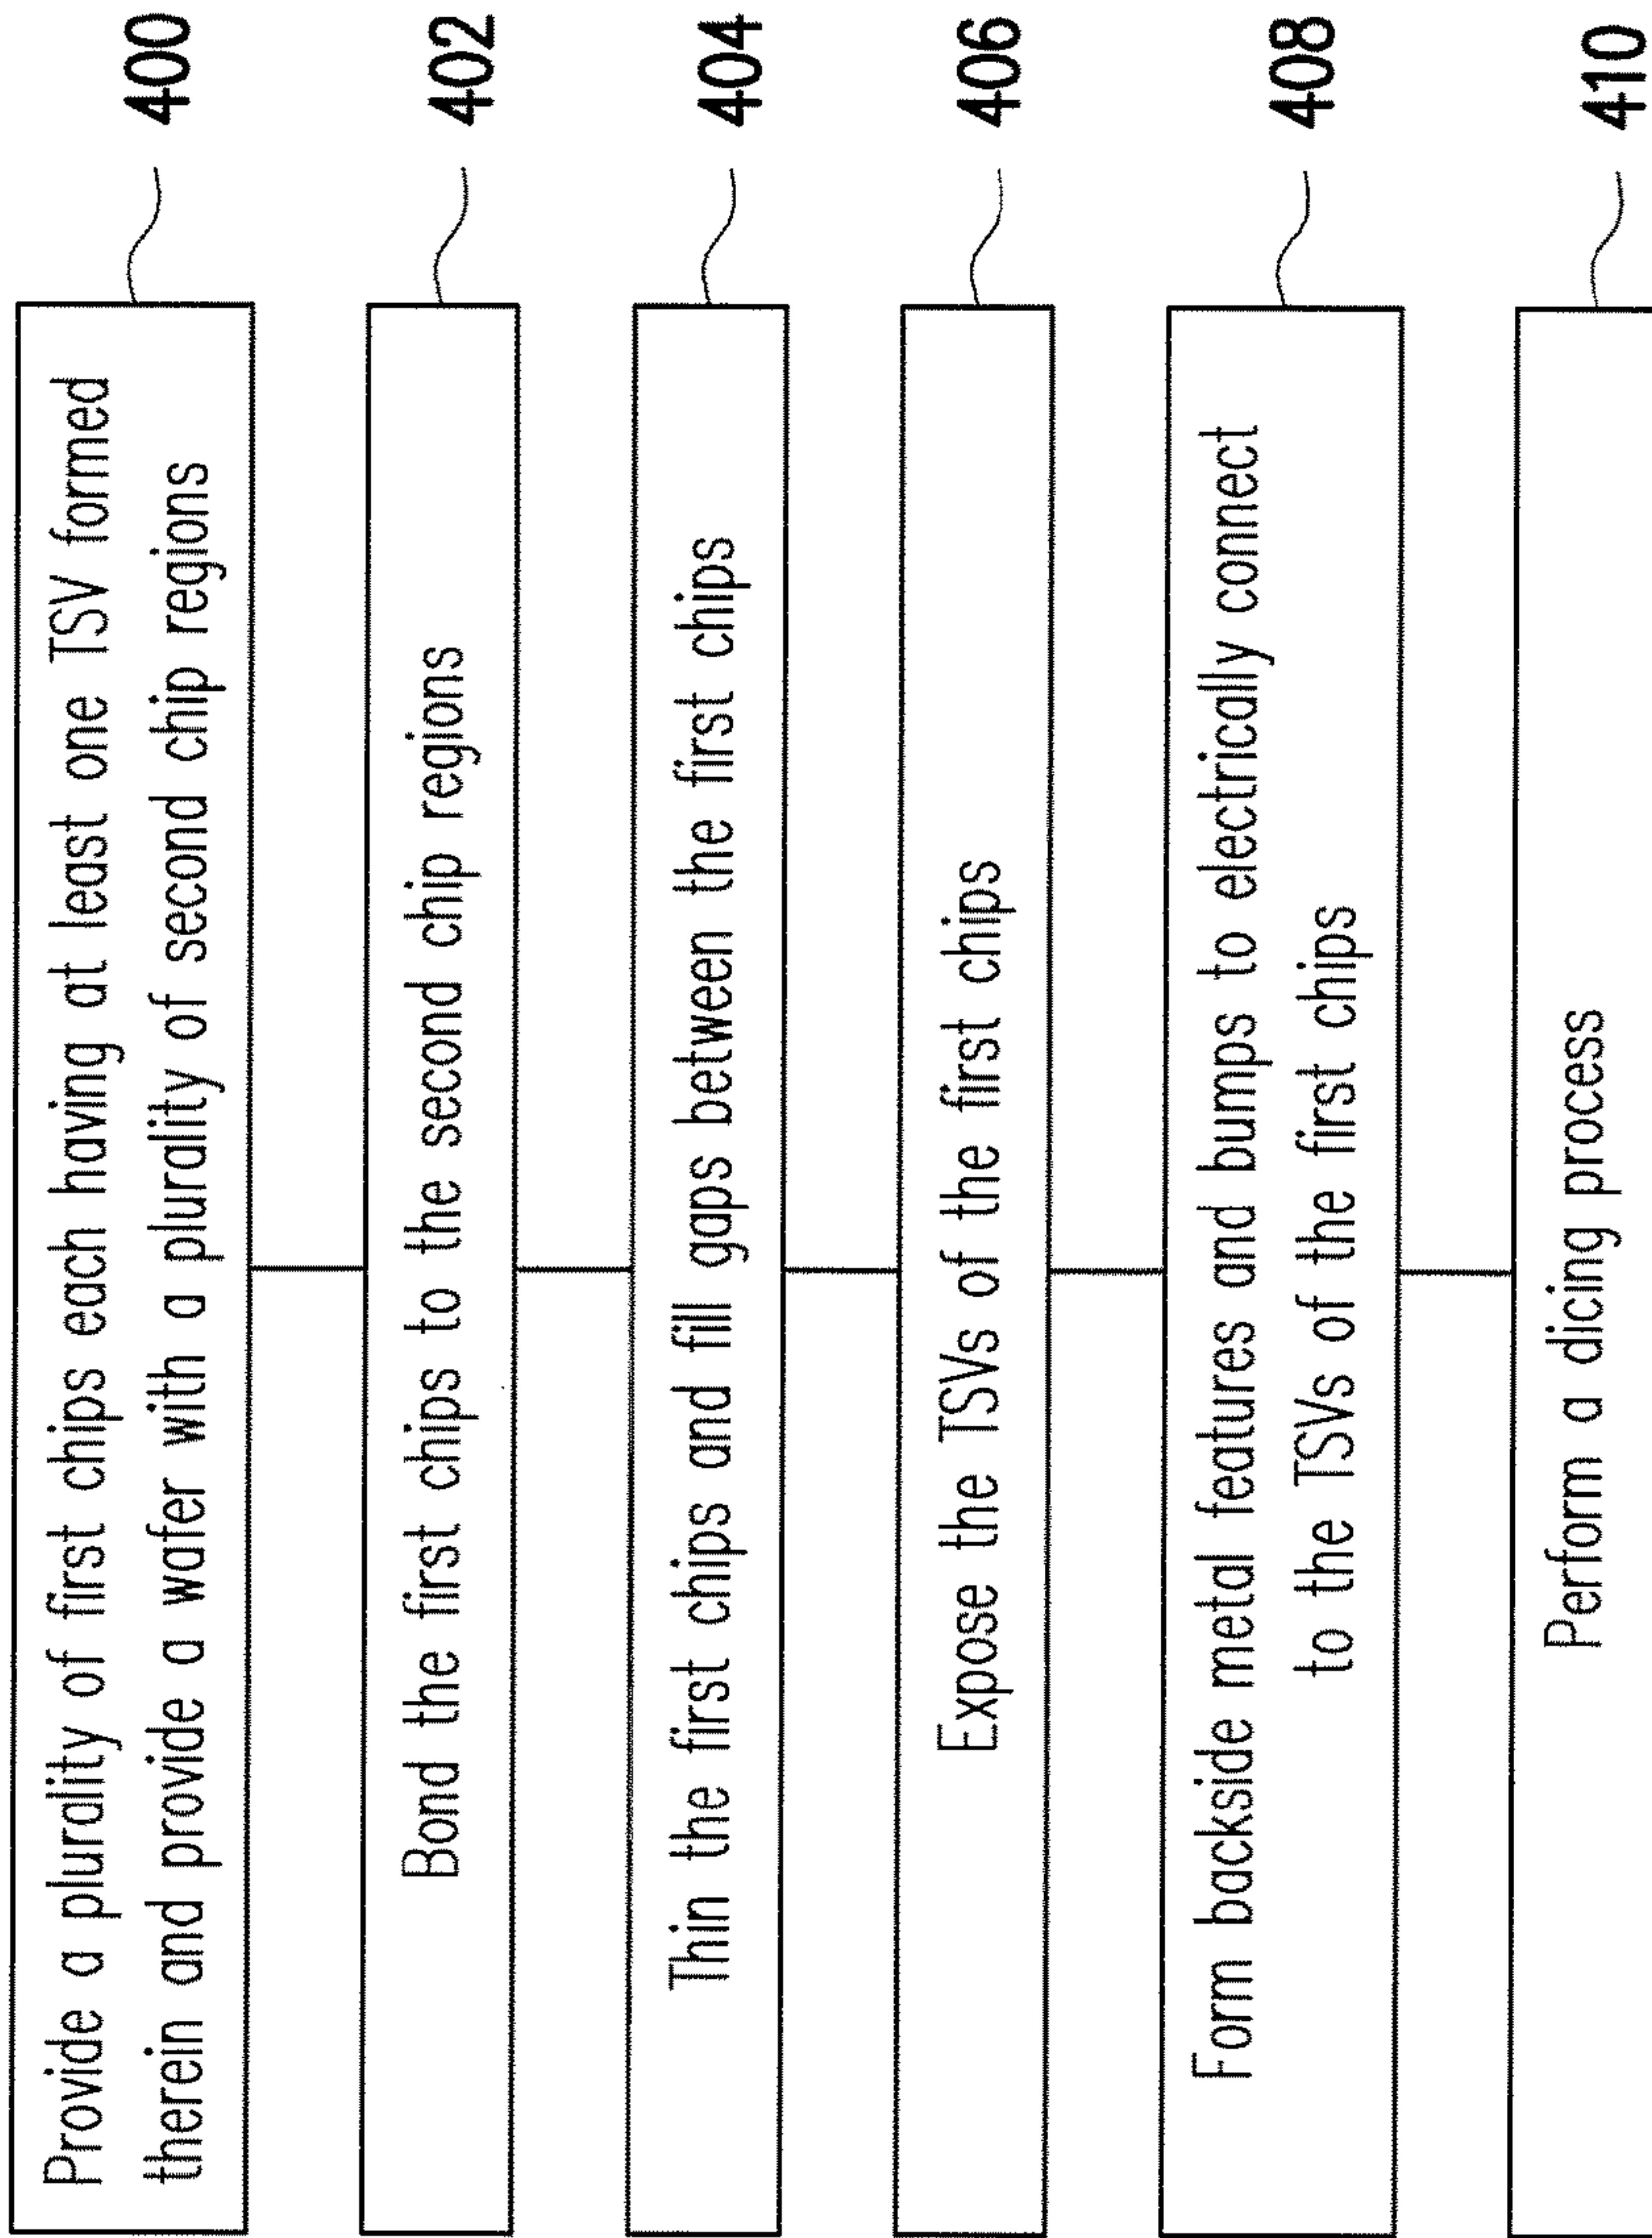 Provide a plurality of first chips each having at least one TSV formed
therein and provide a wafer with a plurality of second chip regions
400
Bond the first chips to the second chip regions
402
Thin the first chips and fill gaps between the first chips
404
Expose the TSVs of the first chips
406
Form backside metal features and bumps to electrically connect
to the TSVs of the first chips
408
Perform a dicing process
410